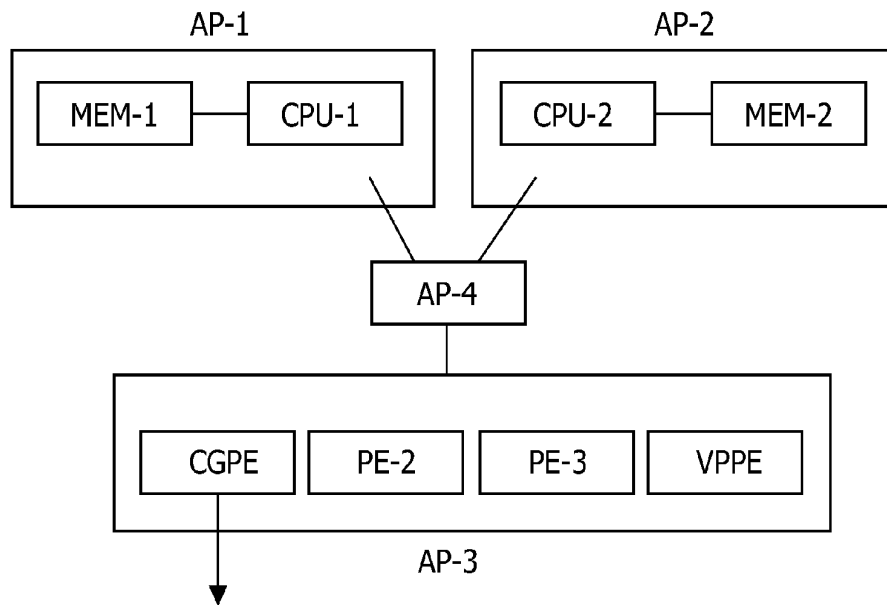 AP-1
AP-2
MEM-1
CPU-1
CPU-2
MEM-2
AP-4
CGPE
PE-2
PE-3
VPPE
AP-3